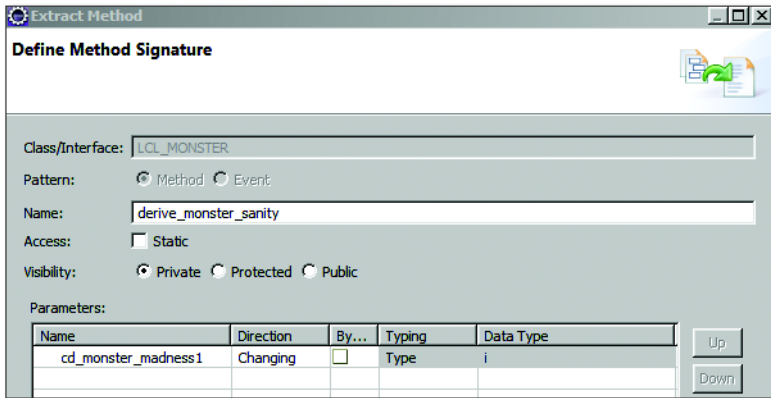 Extract Method
Define Method Signature
Class/Interface: LCL_MONSTER
Pattern: Method Event
Name: derive_monster_sanity
Access: Static
Visibility: Private Protected Public
Parameters:
Name Direction By... Typing Data Type
cd_monster_madness1 Changing Type i
Up
Down